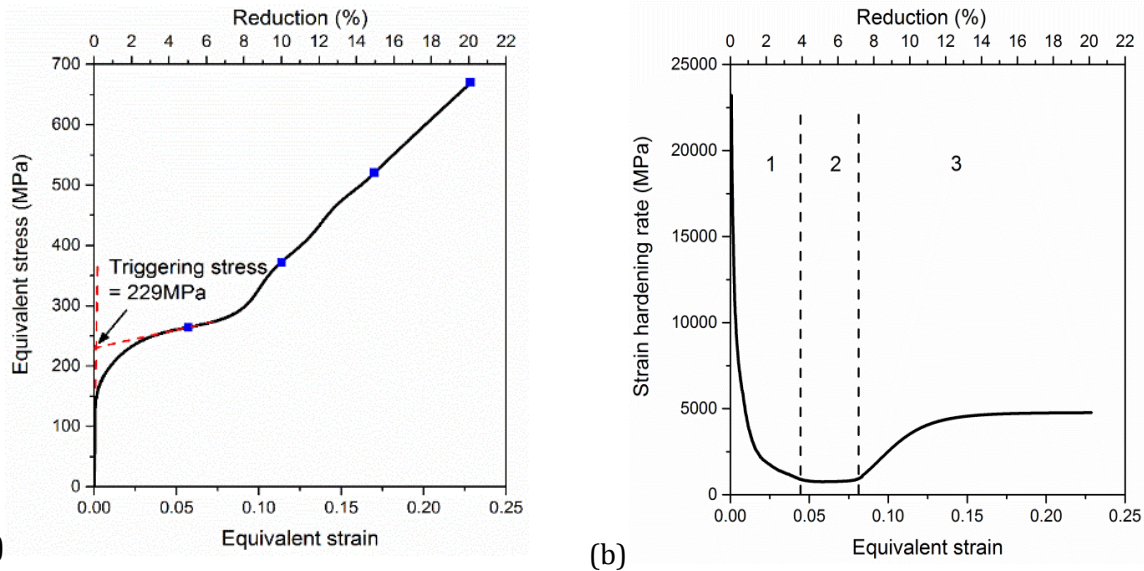 Reduction (%)
0 2 4 6 8 10 12 14 16 18 20 22
700
600
500
400
300
200
100
0
Equivalent stress (MPa)
Triggering stress
= 229MPa
0.00 0.05 0.10 0.15 0.20 0.25
Equivalent strain
)
Reduction (%)
0 2 4 6 8 10 12 14 16 18 20 22
25000
20000
15000
10000
5000
0
Strain hardening rate (MPa)
1 2 3
0.00 0.05 0.10 0.15 0.20 0.25
Equivalent strain
(b)